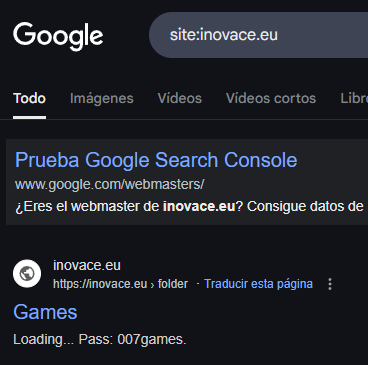 Google
site:inovace.eu
Todo Imágenes Vídeos Vídeos cortos Libr
Prueba Google Search Console
www.google.com/webmasters/
¿Eres el webmaster de inovace.eu? Consigue datos de
inovace.eu
https://inovace.eu › folder · Traducir esta página
Games
Loading... Pass: 007games.